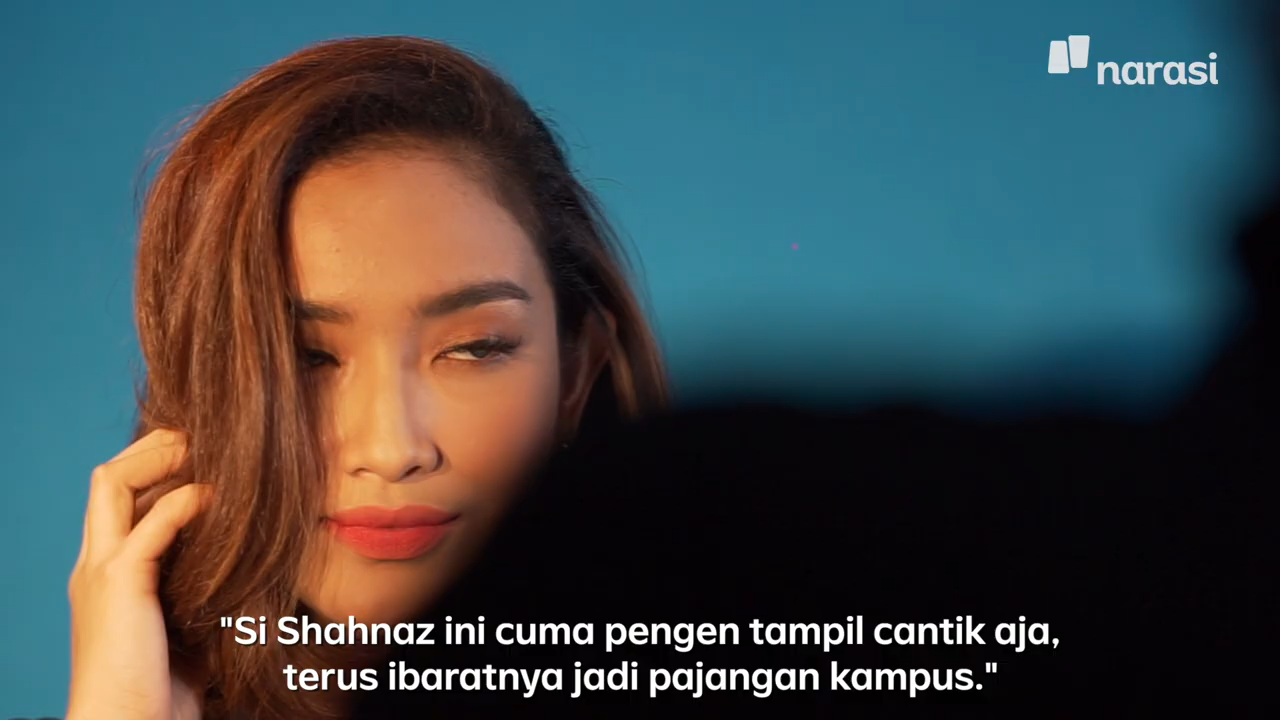 narasi
"Si Shahnaz ini cuma pengen tampil cantik aja,
terus ibaratnya jadi pajangan kampus."